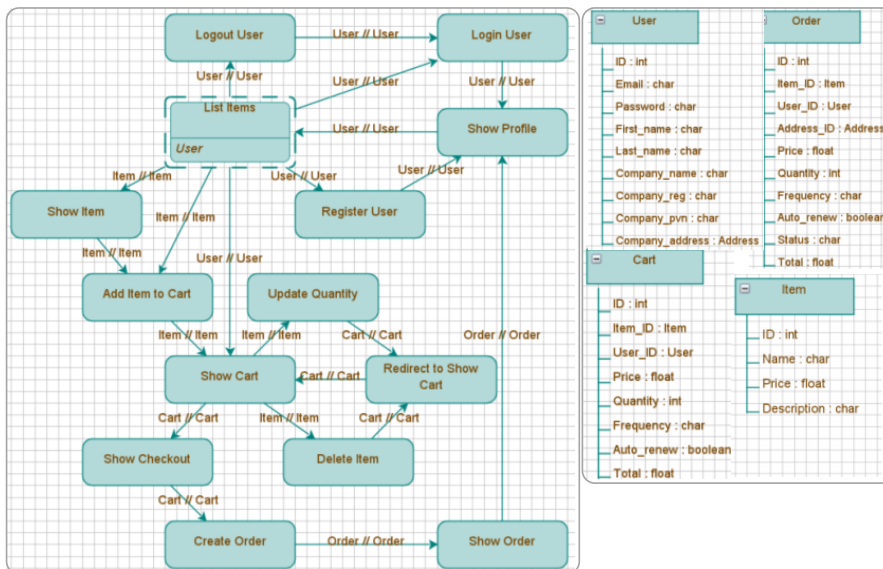 Logout User
User // User
Login User
User // User
User // User
User // User
List Items
User
User // User
Show Profile
Item // Item
User // User
User // User
Show Item
Item // Item
Register User
Item // Item
User // User
Add Item to Cart
Update Quantity
Item // Item
Item // Item
Cart // Cart
Order // Order
Show Cart
Cart // Cart
Redirect to Show
Cart
Cart // Cart
Item // Item
Cart // Cart
Show Checkout
Delete Item
Cart // Cart
Create Order
Order // Order
Show Order
User
ID : int
Email : char
Password : char
First_name : char
Last_name : char
Company_name : char
Company_reg : char
Company_pvn : char
Company_address : Address
Order
ID : int
Item_ID : Item
User_ID : User
Address_ID : Address
Price : float
Quantity : int
Frequency : char
Auto_renew : boolean
Status : char
Total : float
Cart
ID : int
Item_ID : Item
User_ID : User
Price : float
Quantity : int
Frequency : char
Auto_renew : boolean
Total : float
Item
ID : int
Name : char
Price : float
Description : char